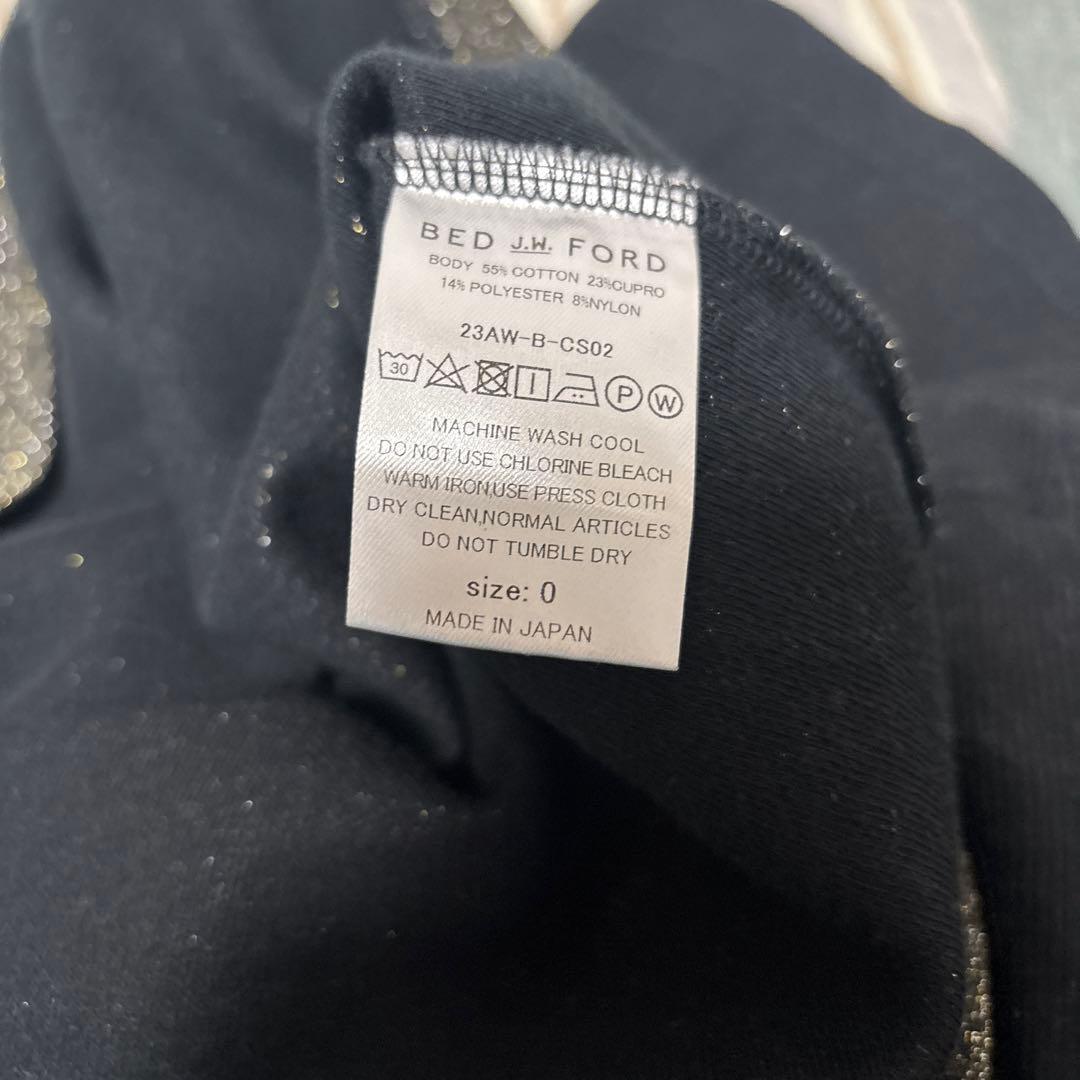 BED J.W. FORD
BODY 55% COTTON 23%CUPRO
14% POLYESTER 8%NYLON
23AW-B-CS02
30 P W
MACHINE WASH COOL
DO NOT USE CHLORINE BLEACH
WARM IRON,USE PRESS CLOTH
DRY CLEAN,NORMAL ARTICLES
DO NOT TUMBLE DRY
size: 0
MADE IN JAPAN